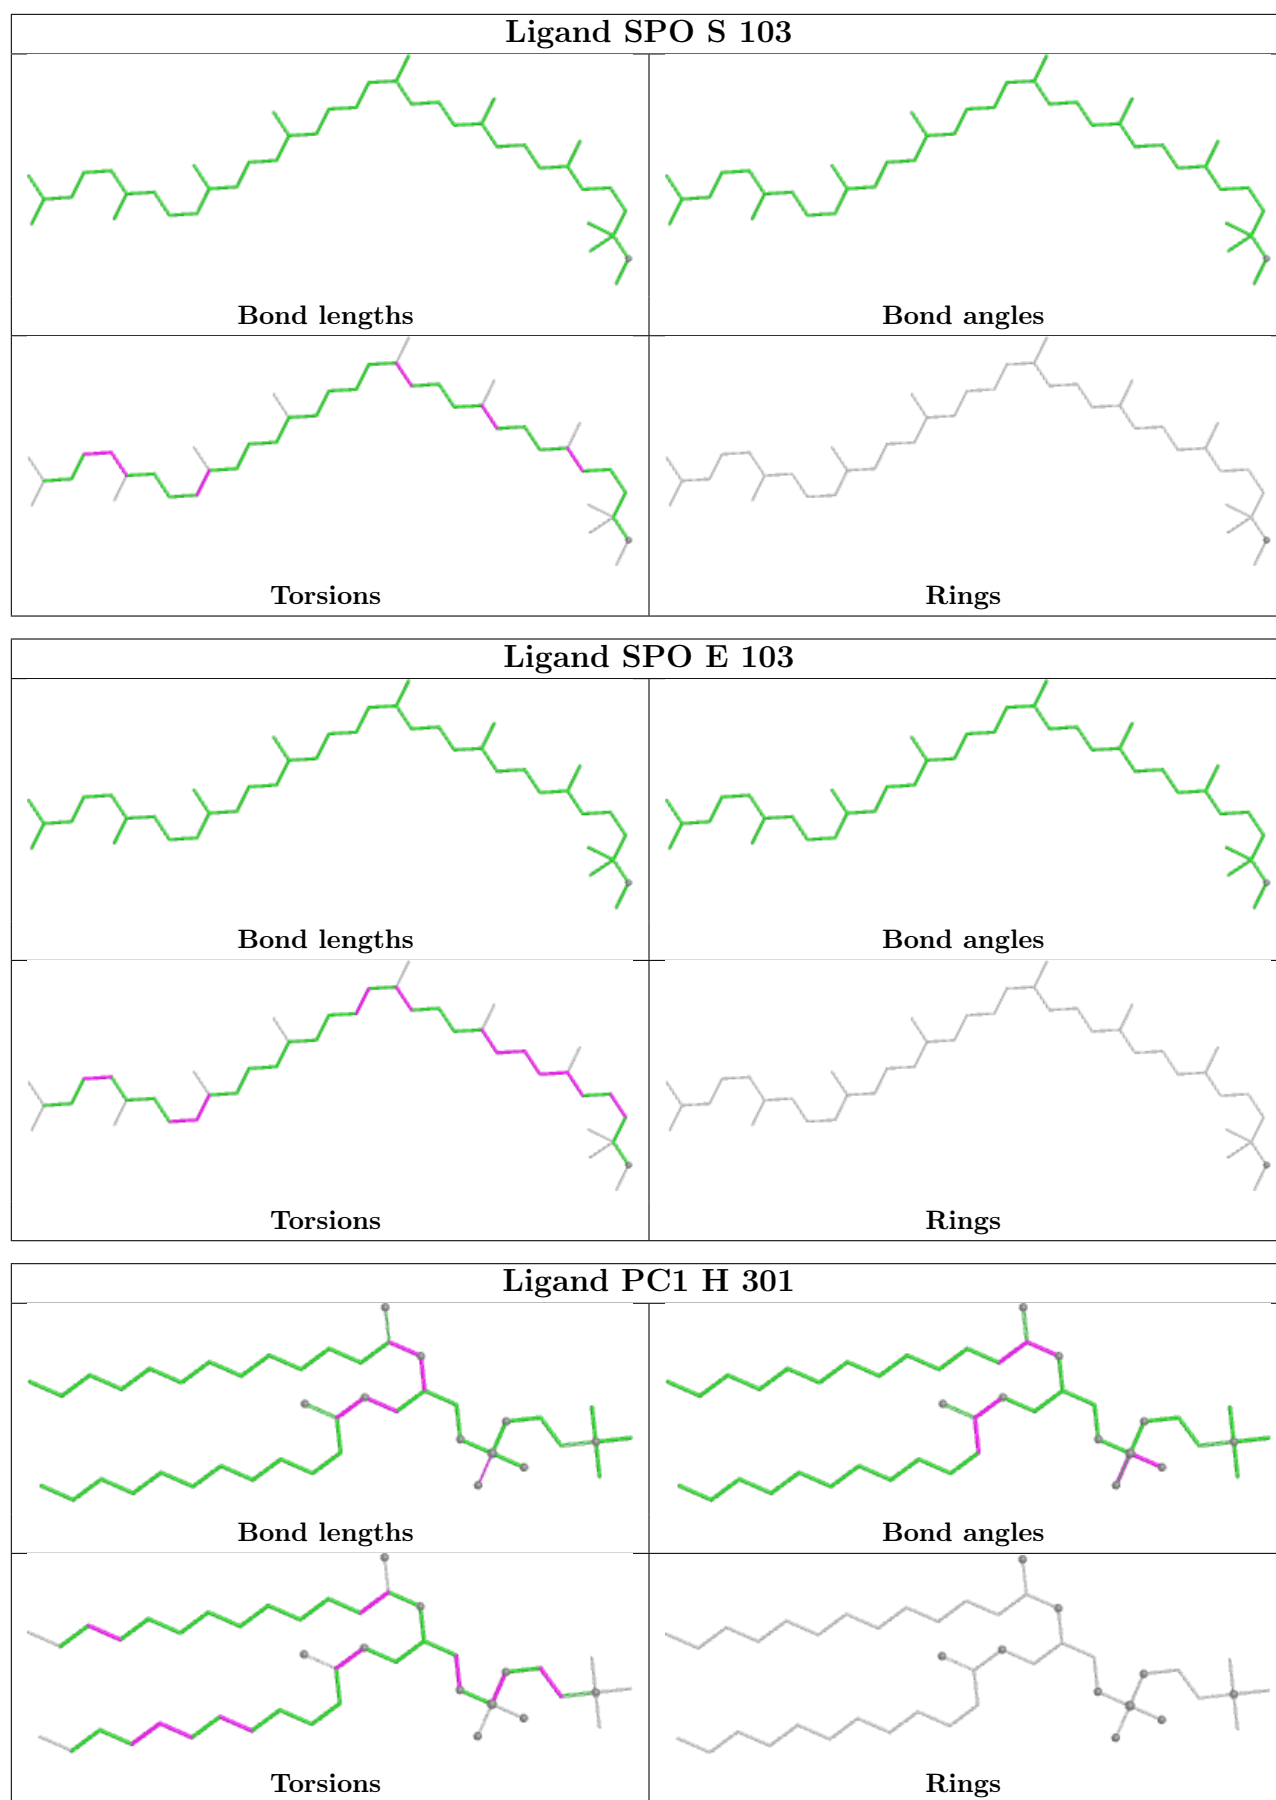 Ligand SPO S 103
Bond lengths
Bond angles
Torsions
Rings
Ligand SPO E 103
Bond lengths
Bond angles
Torsions
Rings
Ligand PC1 H 301
Bond lengths
Bond angles
Torsions
Rings